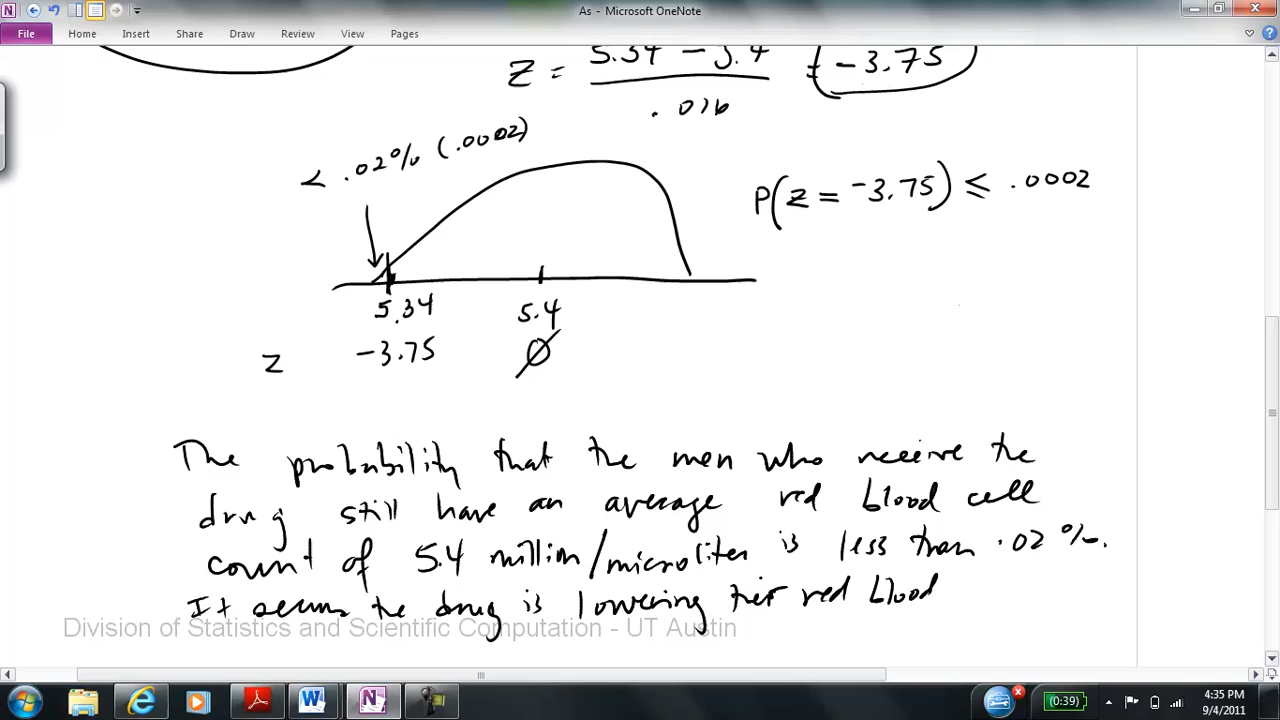 As - Microsoft OneNote
File Home Insert Share Draw Review View Pages
Z = 5.34 - 5.4 = -3.75
.016
< .02% (.0002)
P(Z = -3.75) ≤ .0002
5.34 5.4
Z -3.75 0
The probability that the men who receive the
drug still have an average red blood cell
count of 5.4 million/microliter is less than .02%.
It seems the drug is lowering their red blood
Division of Statistics and Scientific Computation - UT Austin
(0:39)
4:35 PM
9/4/2011